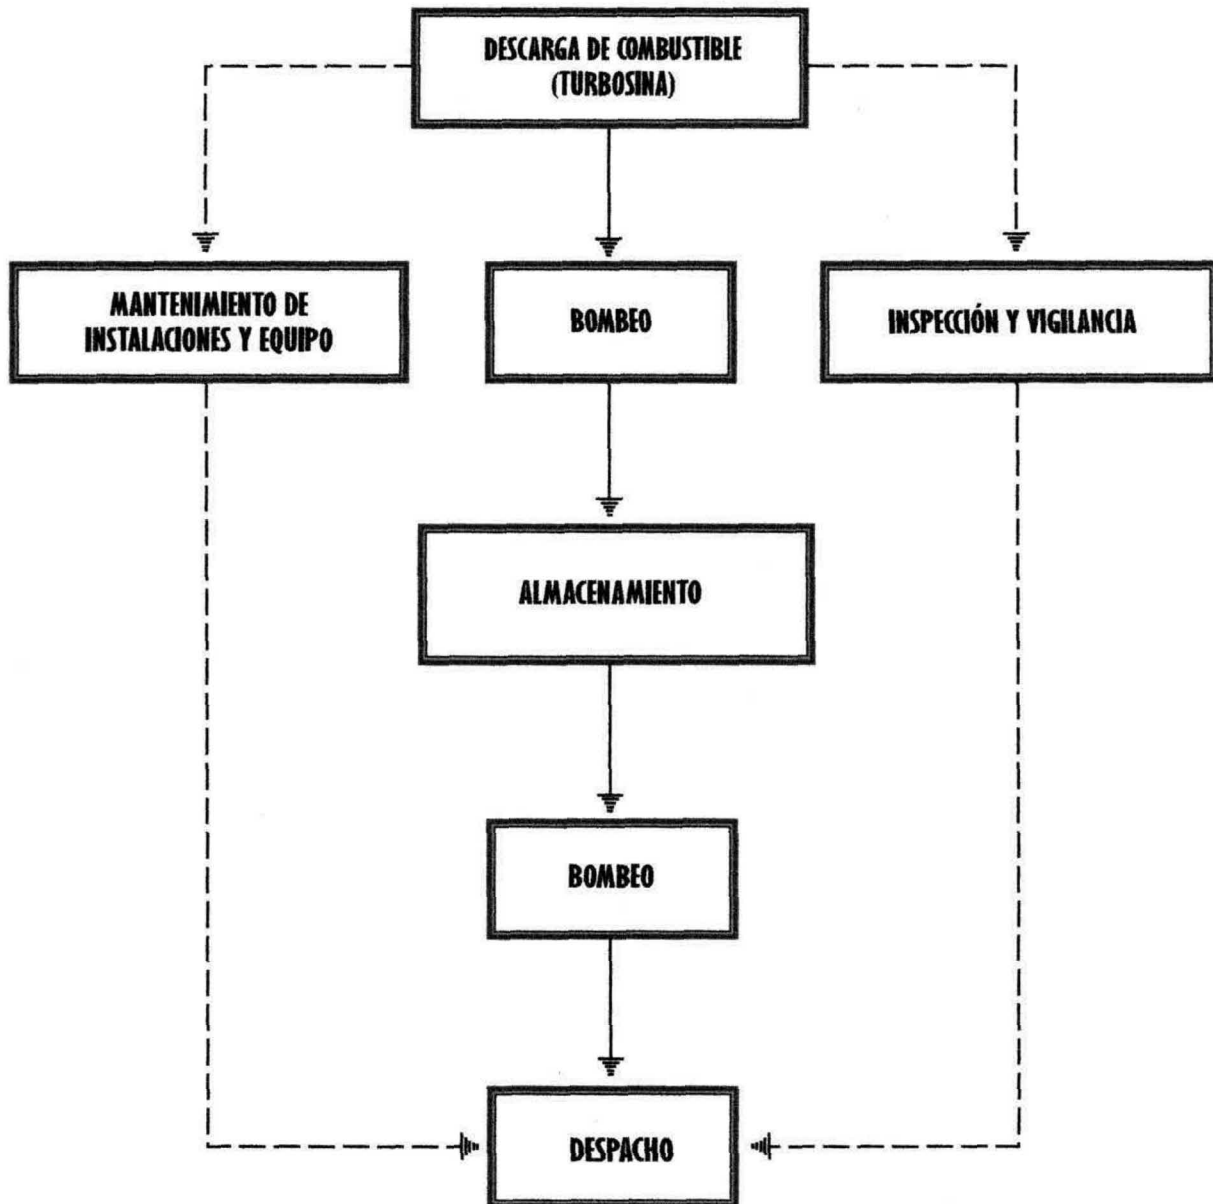 DESCARGA DE COMBUSTIBLE
(TURBOSINA)
MANTENIMIENTO DE
INSTALACIONES Y EQUIPO
BOMBEO
INSPECCIÓN Y VIGILANCIA
ALMACENAMIENTO
BOMBEO
DESPACHO